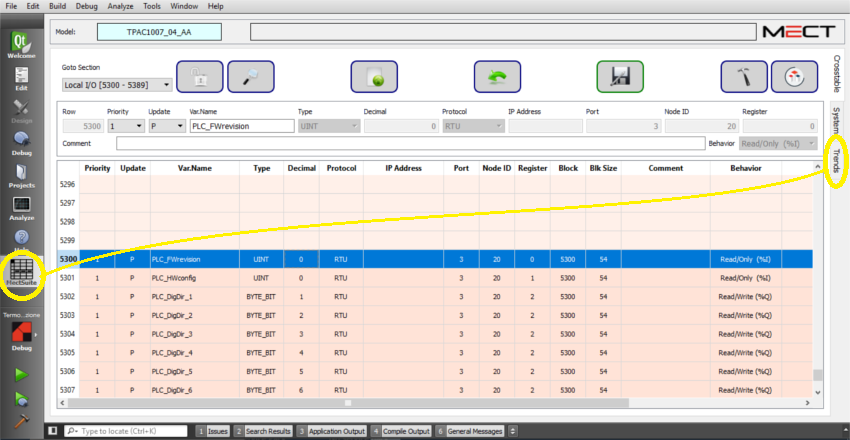 File Edit Build Debug Analyze Tools Window Help
Model: TPAC1007_04_AA MECT
Qt
Welcome
Edit
Design
Debug
Projects
Analyze
MectSuite
Debug
Goto Section
Local I/O [5300 - 5389]
Crosstable
System
Trends
Row Priority Update Var.Name Type Decimal Protocol IP Address Port Node ID Register
5300 1 P PLC_FWrevision UINT 0 RTU 3 20 0
Comment Behavior Read/Only (%I)
Priority Update Var.Name Type Decimal Protocol IP Address Port Node ID Register Block Blk Size Comment Behavior
5296
5297
5298
5299
5300 P PLC_FWrevision UINT 0 RTU 3 20 0 5300 54 Read/Only (%I)
5301 1 P PLC_HWconfig UINT 0 RTU 3 20 1 5300 54 Read/Only (%I)
5302 1 P PLC_DigDir_1 BYTE_BIT 1 RTU 3 20 2 5300 54 Read/Write (%Q)
5303 1 P PLC_DigDir_2 BYTE_BIT 2 RTU 3 20 2 5300 54 Read/Write (%Q)
5304 1 P PLC_DigDir_3 BYTE_BIT 3 RTU 3 20 2 5300 54 Read/Write (%Q)
5305 1 P PLC_DigDir_4 BYTE_BIT 4 RTU 3 20 2 5300 54 Read/Write (%Q)
5306 1 P PLC_DigDir_5 BYTE_BIT 5 RTU 3 20 2 5300 54 Read/Write (%Q)
5307 1 P PLC_DigDir_6 BYTE_BIT 6 RTU 3 20 2 5300 54 Read/Write (%Q)
Termo...zione
Type to locate (Ctrl+K) 1 Issues 2 Search Results 3 Application Output 4 Compile Output 6 General Messages